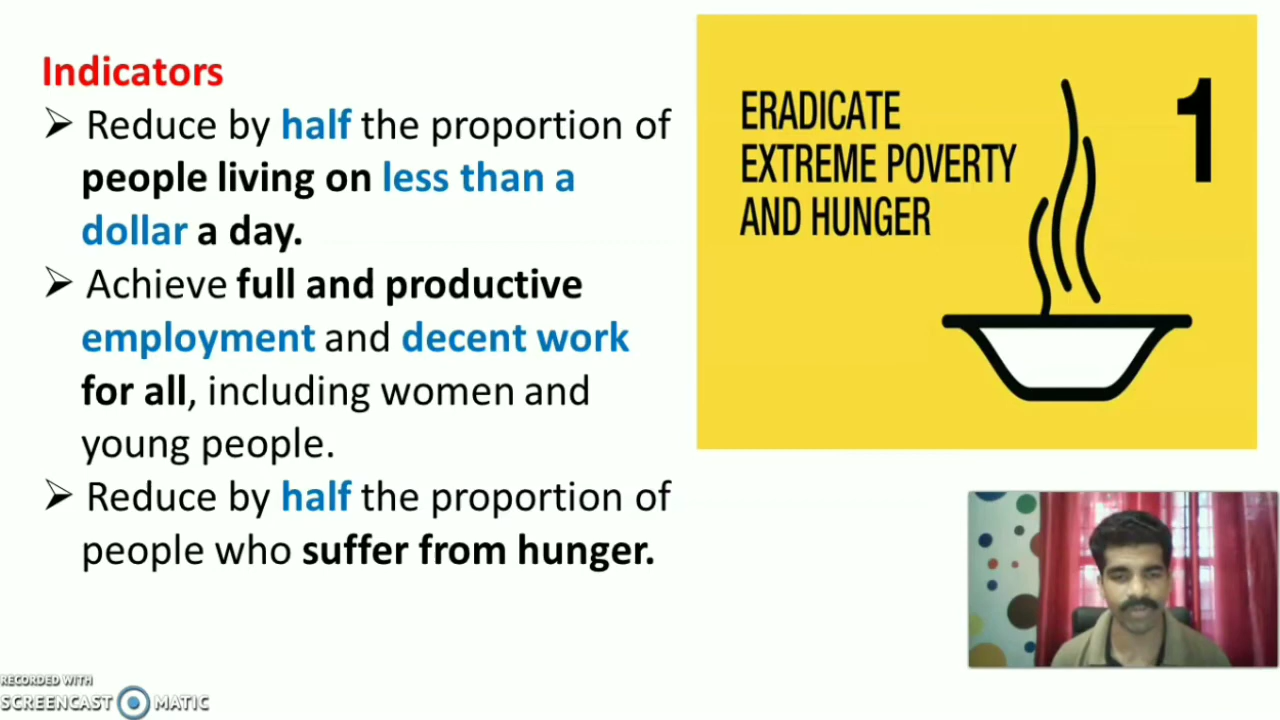 Indicators
➢ Reduce by half the proportion of
people living on less than a
dollar a day.
➢ Achieve full and productive
employment and decent work
for all, including women and
young people.
➢ Reduce by half the proportion of
people who suffer from hunger.
ERADICATE
EXTREME POVERTY
AND HUNGER
1
RECORDED WITH
SCREENCAST MATIC